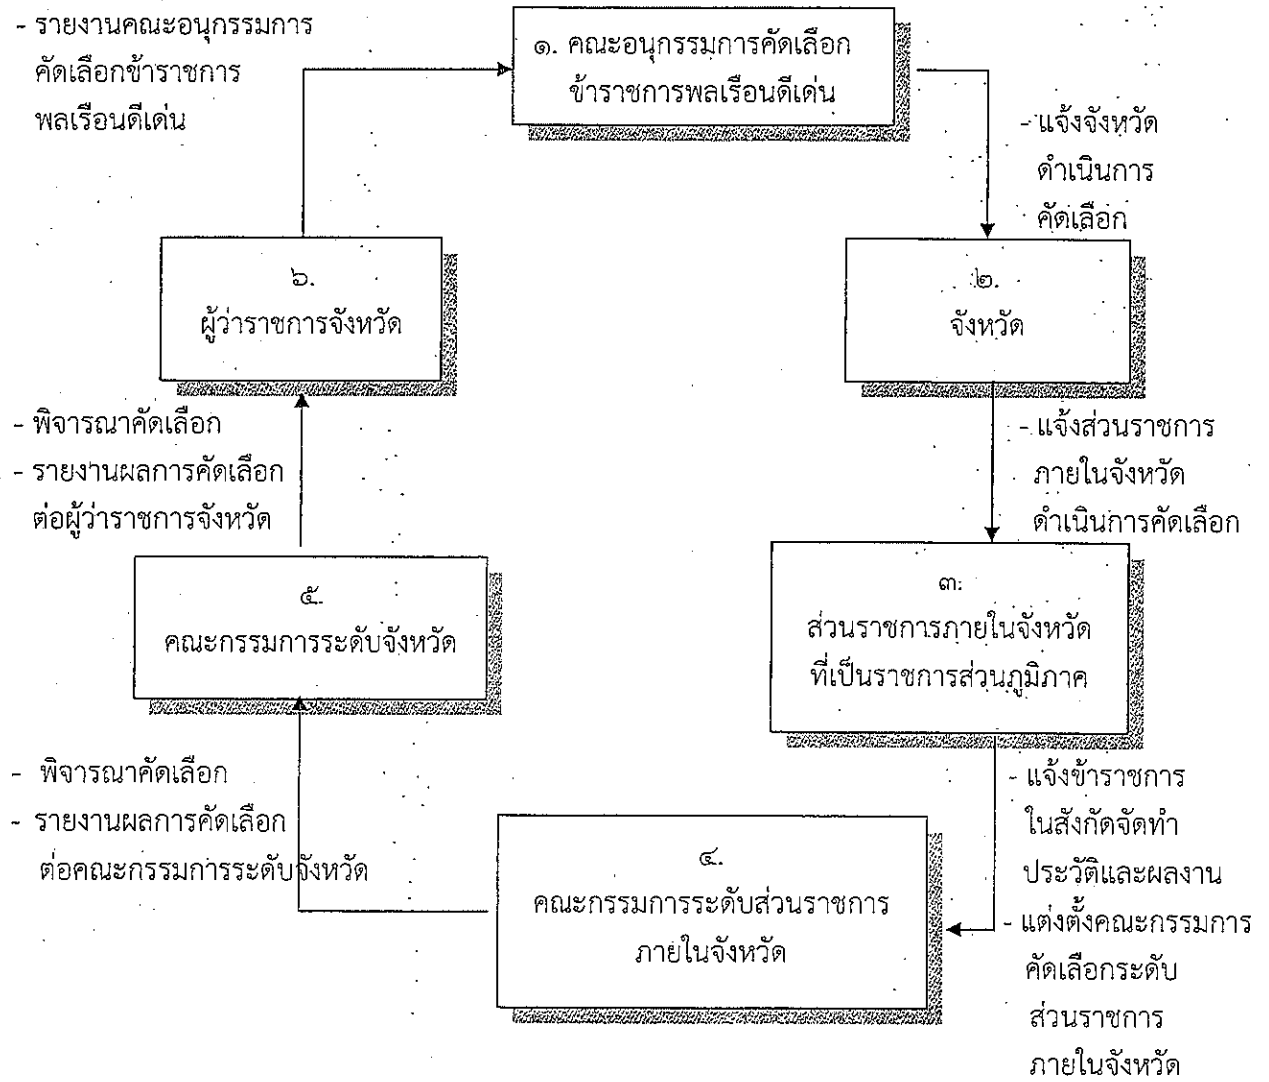 - รายงานคณะอนุกรรมการ
คัดเลือกข้าราชการ
พลเรือนดีเด่น
๑. คณะอนุกรรมการคัดเลือก
ข้าราชการพลเรือนดีเด่น
- แจ้งจังหวัด
ดำเนินการ
คัดเลือก
๒.
จังหวัด
- แจ้งส่วนราชการ
ภายในจังหวัด
ดำเนินการคัดเลือก
๓.
ส่วนราชการภายในจังหวัด
ที่เป็นราชการส่วนภูมิภาค
- แจ้งข้าราชการ
ในสังกัดจัดทำ
ประวัติและผลงาน
- แต่งตั้งคณะกรรมการ
คัดเลือกระดับ
ส่วนราชการ
ภายในจังหวัด
๔.
คณะกรรมการระดับส่วนราชการ
ภายในจังหวัด
- พิจารณาคัดเลือก
- รายงานผลการคัดเลือก
ต่อคณะกรรมการระดับจังหวัด
๕.
คณะกรรมการระดับจังหวัด
- พิจารณาคัดเลือก
- รายงานผลการคัดเลือก
ต่อผู้ว่าราชการจังหวัด
๖.
ผู้ว่าราชการจังหวัด